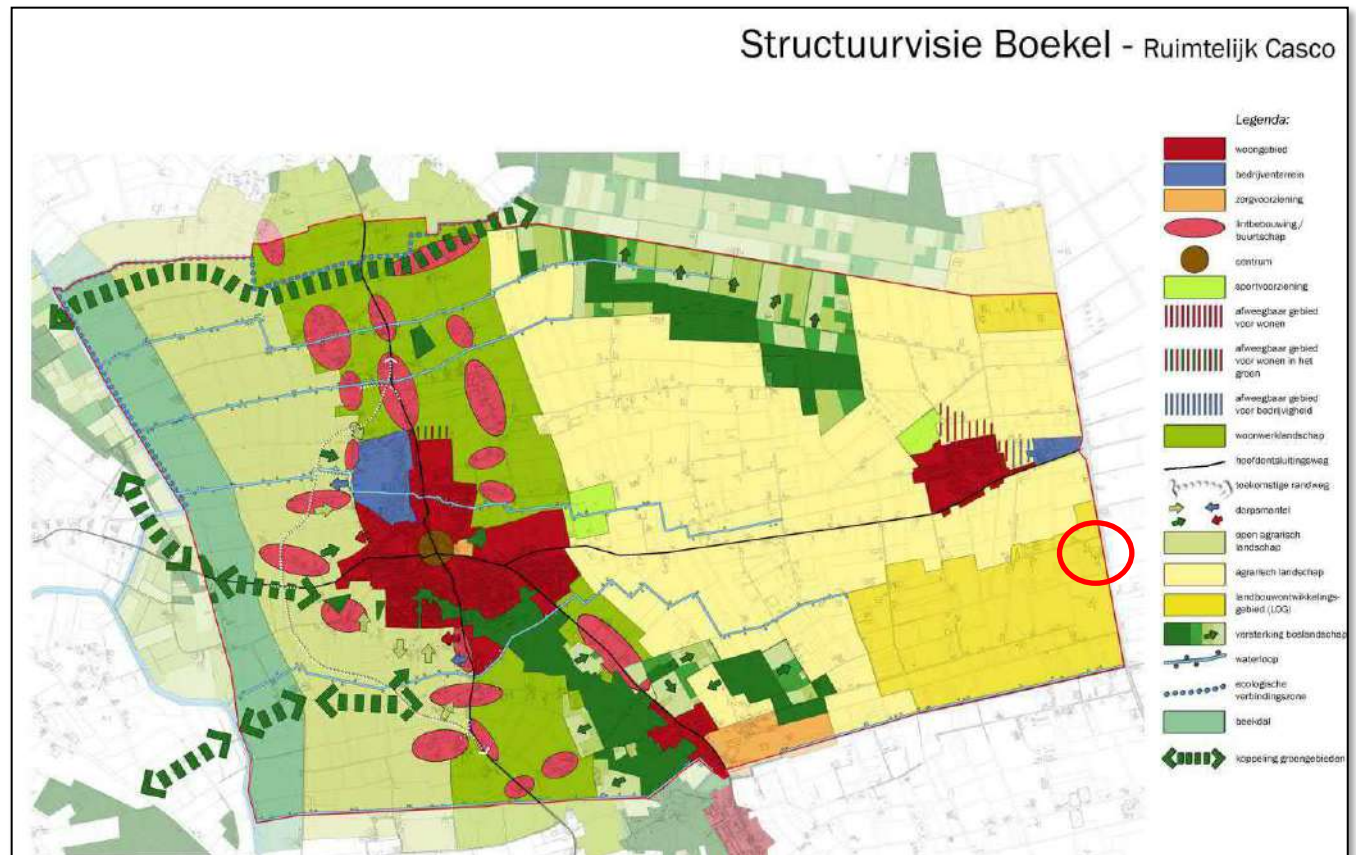 Structuurvisie Boekel - Ruimtelijk Casco
Legenda:
woongebied
bedrijventerrein
zorgvoorziening
lintbebouwing /
buurtschap
centrum
sportvoorziening
afweegbaar gebied
voor wonen
afweegbaar gebied
voor wonen in het
groen
afweegbaar gebied
voor bedrijvigheid
woonwerklandschap
hoofdontsluitingsweg
toekomstige randweg
dorpsmantel
open agrarisch
landschap
agrarisch landschap
landbouwontwikkelings-
gebied (LOG)
versterking boslandschap
waterloop
ecologische
verbindingszone
beekdal
koppeling groengebieden